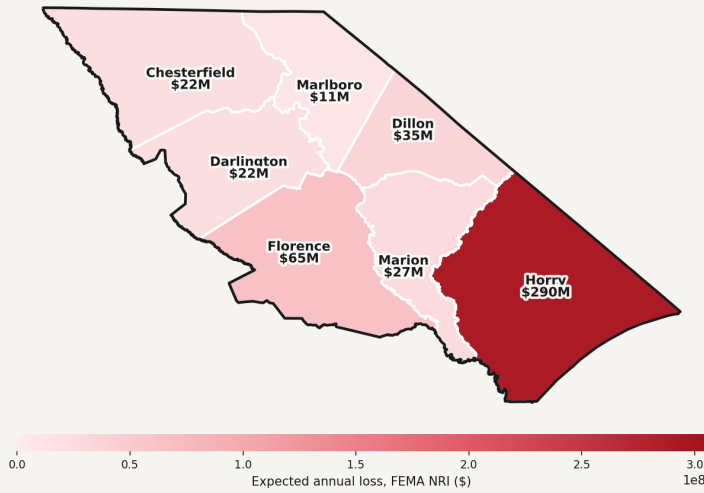 Chesterfield
$22M
Marlboro
$11M
Dillon
$35M
Darlington
$22M
Florence
$65M
Marion
$27M
Horry
$290M
0.0 0.5 1.0 1.5 2.0 2.5 3.0
1e8
Expected annual loss, FEMA NRI ($)